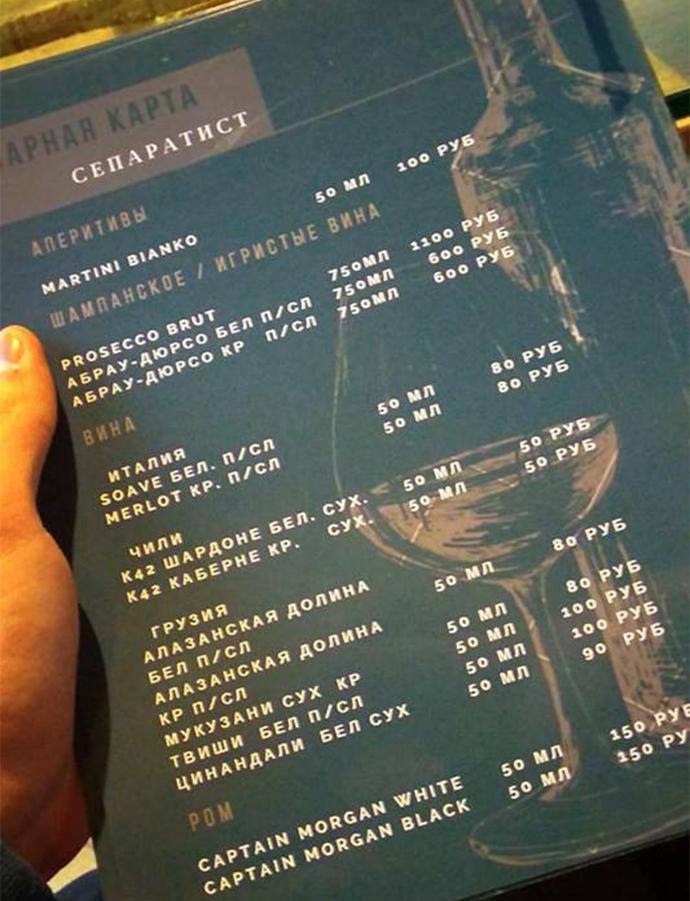 БАРНАЯ КАРТА
СЕПАРАТИСТ
АПЕРИТИВЫ
MARTINI BIANKO 50 МЛ 100 РУБ
ШАМПАНСКОЕ / ИГРИСТЫЕ ВИНА
PROSECCO BRUT 750МЛ 1100 РУБ
АБРАУ-ДЮРСО БЕЛ П/СЛ 750МЛ 600 РУБ
АБРАУ-ДЮРСО КР П/СЛ 750МЛ 600 РУБ
ВИНА
ИТАЛИЯ
SOAVE БЕЛ. П/СЛ 50 МЛ 80 РУБ
MERLOT КР. П/СЛ 50 МЛ 80 РУБ
ЧИЛИ
К42 ШАРДОНЕ БЕЛ. СУХ. 50 МЛ 50 РУБ
К42 КАБЕРНЕ КР. СУХ. 50 МЛ 50 РУБ
ГРУЗИЯ
АЛАЗАНСКАЯ ДОЛИНА 50 МЛ 80 РУБ
БЕЛ П/СЛ
АЛАЗАНСКАЯ ДОЛИНА 50 МЛ 80 РУБ
КР П/СЛ
МУКУЗАНИ СУХ КР 50 МЛ 100 РУБ
ТВИШИ БЕЛ П/СЛ 50 МЛ 100 РУБ
ЦИНАНДАЛИ БЕЛ СУХ 50 МЛ 90 РУБ
РОМ
CAPTAIN MORGAN WHITE 50 МЛ 150 РУБ
CAPTAIN MORGAN BLACK 50 МЛ 150 РУ